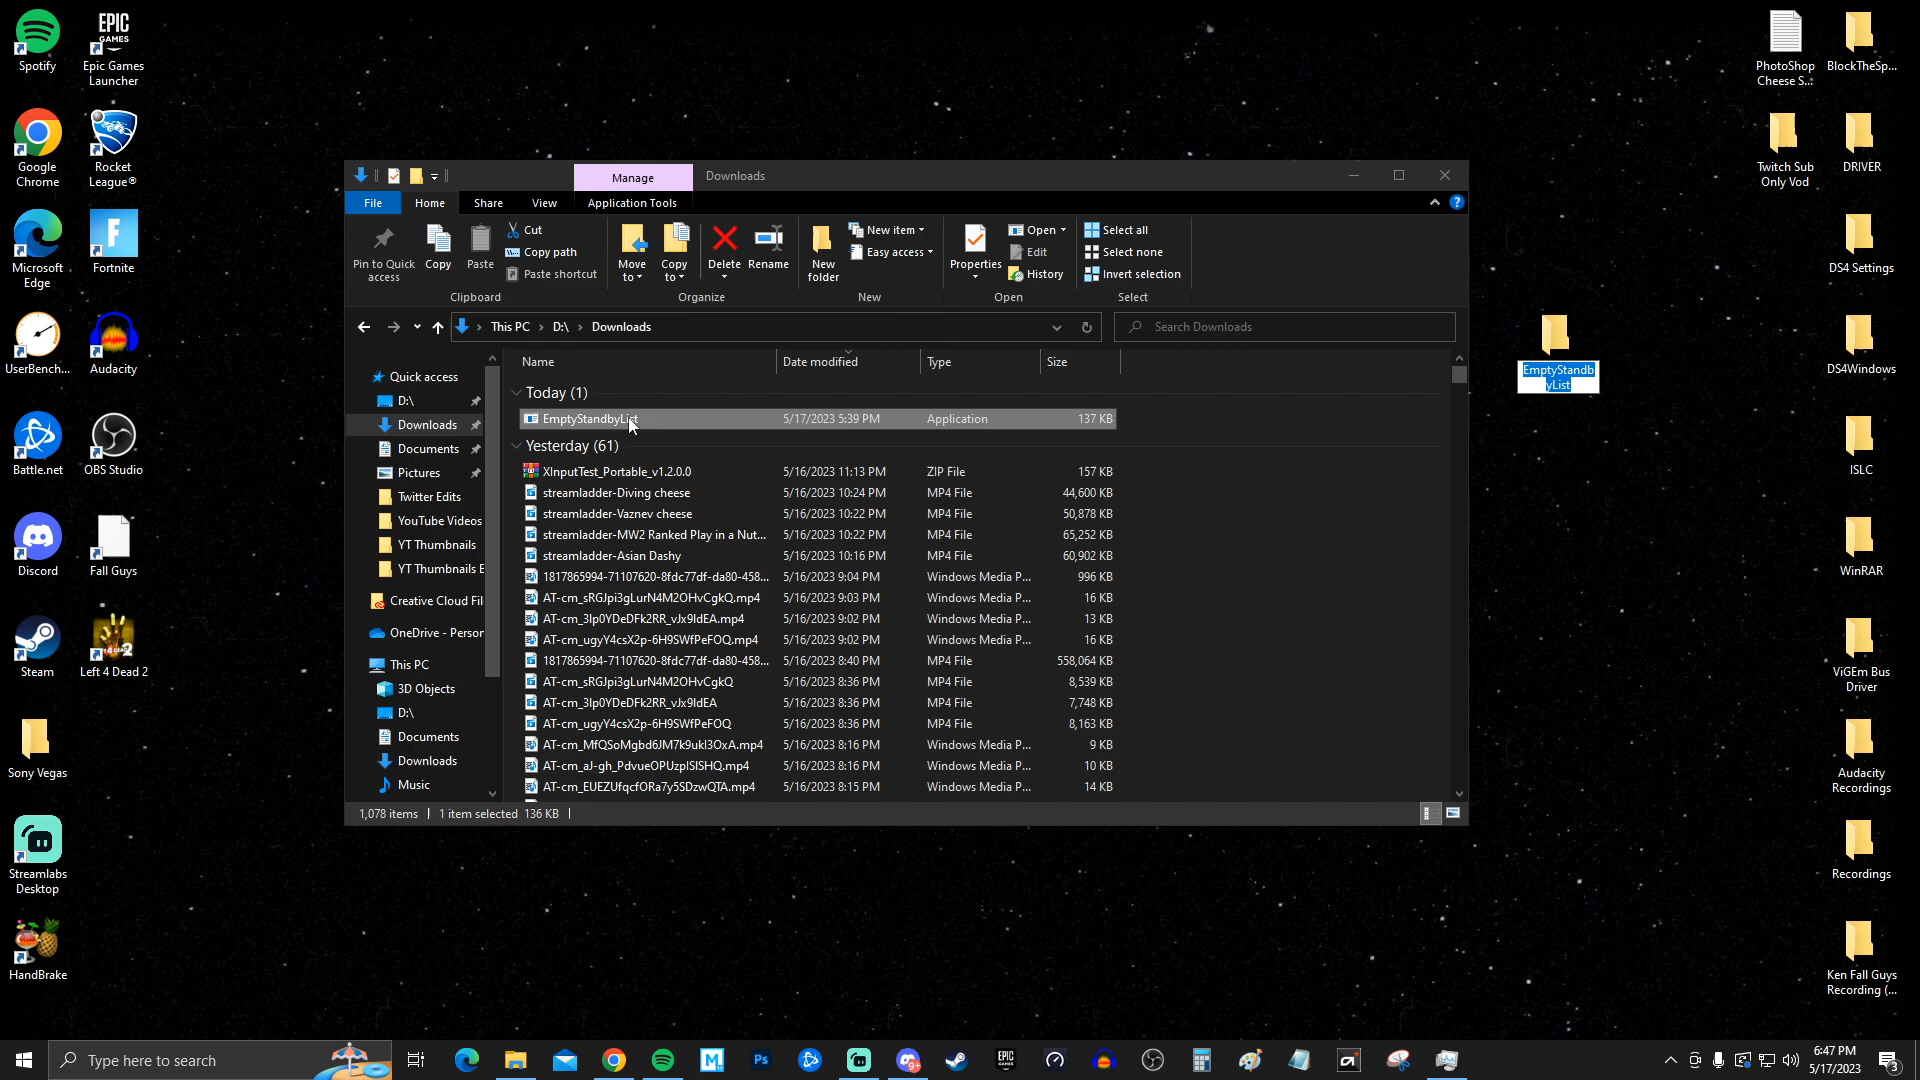 Spotify
EPIC
GAMES
Epic Games
Launcher
Google
Chrome
Rocket
League®
Microsoft
Edge
Fortnite
UserBench...
Audacity
Battle.net
OBS Studio
Discord
Fall Guys
Steam
Left 4 Dead 2
Sony Vegas
Streamlabs
Desktop
HandBrake
Manage
Downloads
File
Home
Share
View
Application Tools
Pin to Quick
access
Copy
Paste
Cut
Copy path
Paste shortcut
Clipboard
Move
to
Copy
to
Delete
Rename
Organize
New
folder
New item
Easy access
New
Properties
Open
Edit
History
Open
Select all
Select none
Invert selection
Select
This PC > D:\ > Downloads
Search Downloads
Quick access
D:\
Downloads
Documents
Pictures
Twitter Edits
YouTube Videos
YT Thumbnails
YT Thumbnails E
Creative Cloud Fil
OneDrive - Person
This PC
3D Objects
D:\
Documents
Downloads
Music
Name Date modified Type Size
Today (1)
EmptyStandbyList 5/17/2023 5:39 PM Application 137 KB
Yesterday (61)
XInputTest_Portable_v1.2.0.0 5/16/2023 11:13 PM ZIP File 157 KB
streamladder-Diving cheese 5/16/2023 10:24 PM MP4 File 44,600 KB
streamladder-Vaznev cheese 5/16/2023 10:22 PM MP4 File 50,878 KB
streamladder-MW2 Ranked Play in a Nut... 5/16/2023 10:22 PM MP4 File 65,252 KB
streamladder-Asian Dashy 5/16/2023 10:16 PM MP4 File 60,902 KB
1817865994-71107620-8fdc77df-da80-458... 5/16/2023 9:04 PM Windows Media P... 996 KB
AT-cm_sRGJpi3gLurN4M2OHvCgkQ.mp4 5/16/2023 9:03 PM Windows Media P... 16 KB
AT-cm_3Ip0YDeDFk2RR_vJx9IdEA.mp4 5/16/2023 9:02 PM Windows Media P... 13 KB
AT-cm_ugyY4csX2p-6H9SWfPeFOQ.mp4 5/16/2023 9:02 PM Windows Media P... 16 KB
1817865994-71107620-8fdc77df-da80-458... 5/16/2023 8:40 PM MP4 File 558,064 KB
AT-cm_sRGJpi3gLurN4M2OHvCgkQ 5/16/2023 8:36 PM MP4 File 8,539 KB
AT-cm_3Ip0YDeDFk2RR_vJx9IdEA 5/16/2023 8:36 PM MP4 File 7,748 KB
AT-cm_ugyY4csX2p-6H9SWfPeFOQ 5/16/2023 8:36 PM MP4 File 8,163 KB
AT-cm_MfQSoMgbd6JM7k9ukl3OxA.mp4 5/16/2023 8:16 PM Windows Media P... 9 KB
AT-cm_aJ-gh_PdvueOPUzpISISHQ.mp4 5/16/2023 8:16 PM Windows Media P... 10 KB
AT-cm_EUEZUfqcfORa7y5SDzwQTA.mp4 5/16/2023 8:15 PM Windows Media P... 14 KB
1,078 items | 1 item selected 136 KB |
EmptyStandb
yList
PhotoShop
Cheese S...
BlockTheSp...
Twitch Sub
Only Vod
DRIVER
DS4 Settings
DS4Windows
ISLC
WinRAR
ViGEm Bus
Driver
Audacity
Recordings
Recordings
Ken Fall Guys
Recording (...
Type here to search
M
Ps
9+
EPIC
6:47 PM
5/17/2023
3